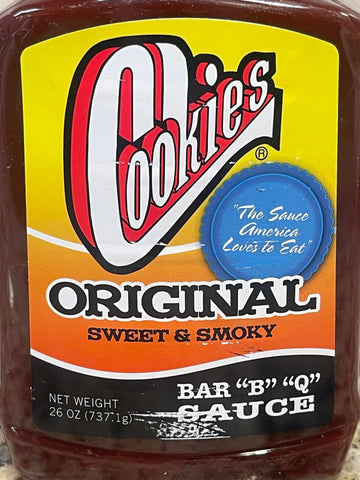 Cookies
®
"The Sauce
America
Loves to Eat"
ORIGINAL
SWEET & SMOKY
NET WEIGHT
26 OZ (737.1g)
BAR "B" "Q"
SAUCE